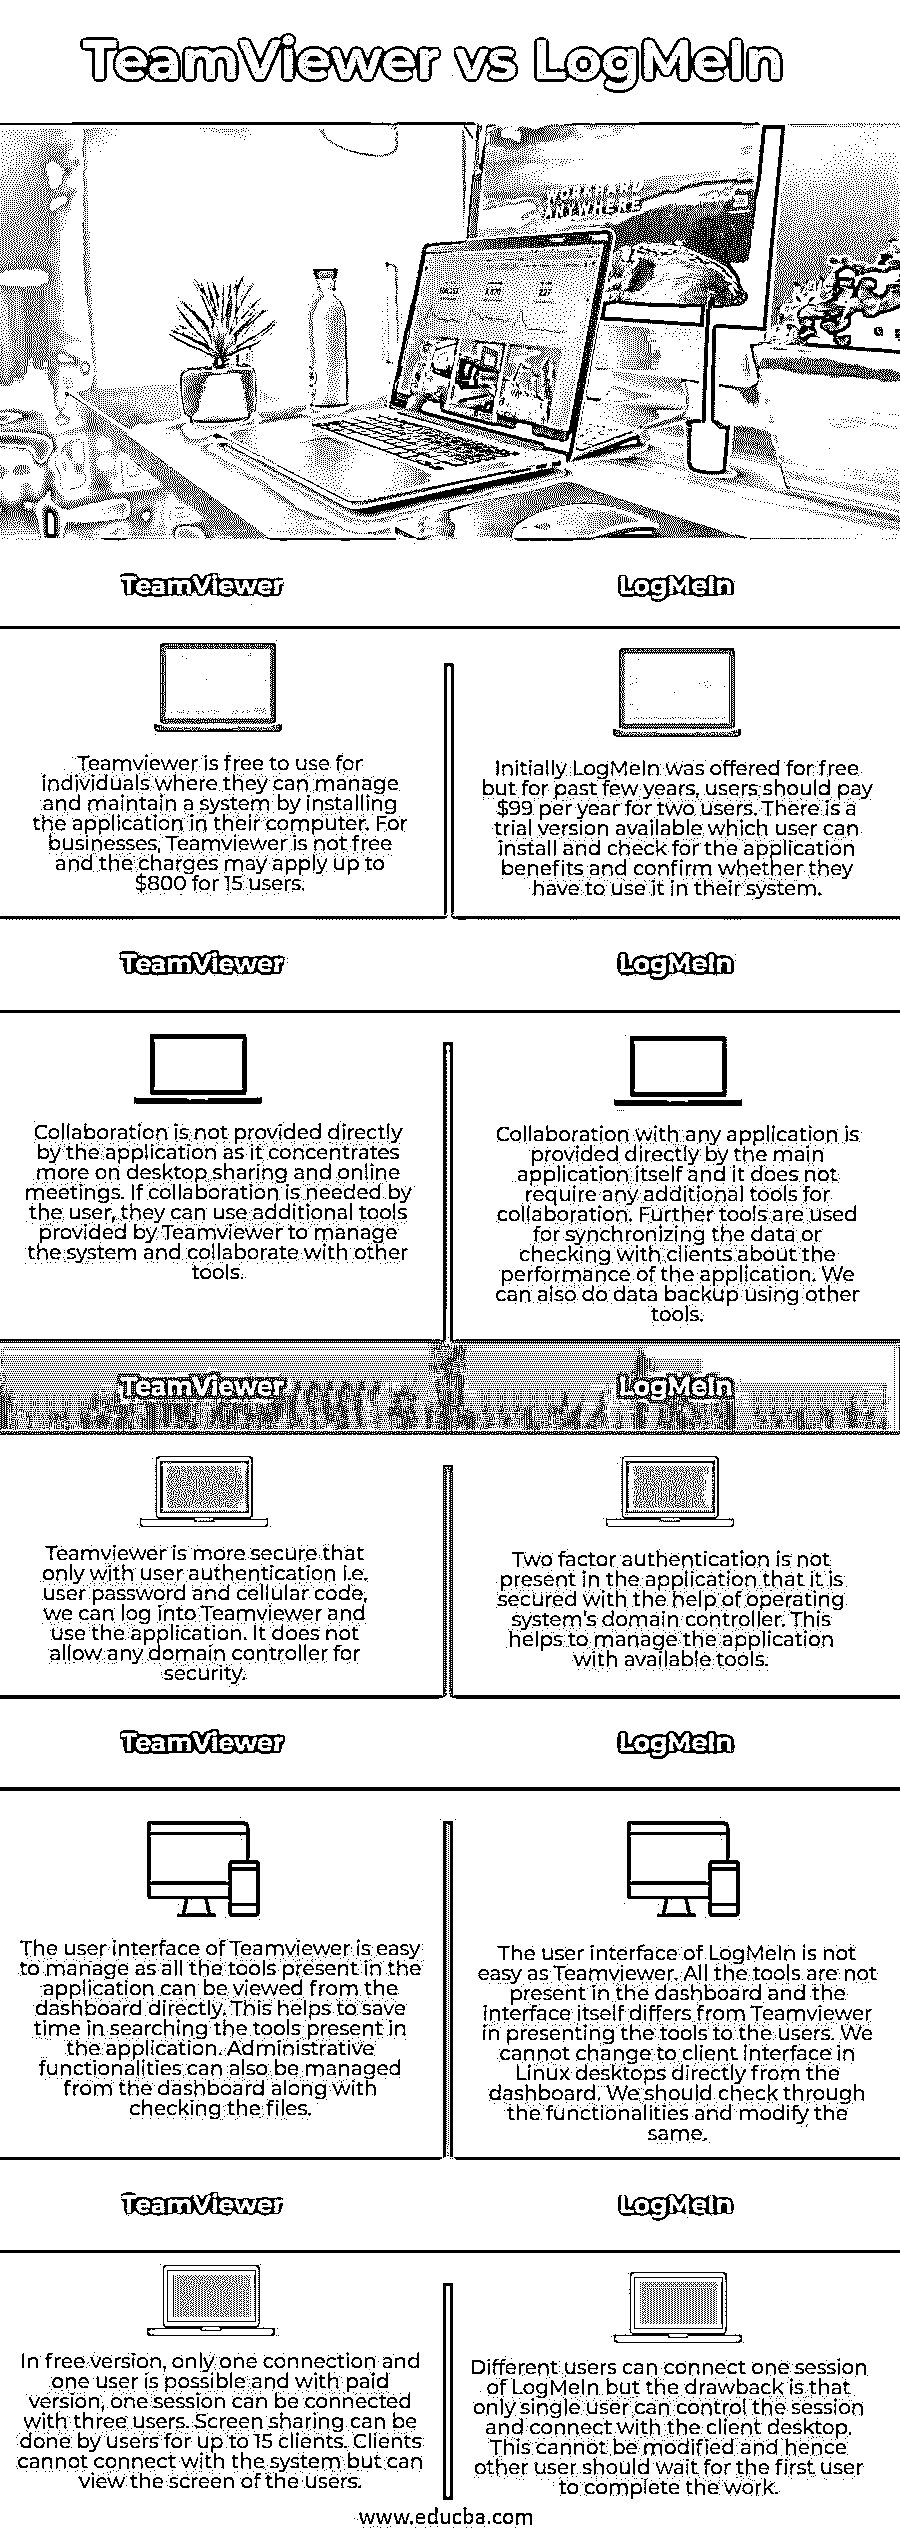 TeamViewer vs LogMeIn
WORK HARD
ANYWHERE
TeamViewer
LogMeIn
Teamviewer is free to use for
individuals where they can manage
and maintain a system by installing
the application in their computer. For
businesses, Teamviewer is not free
and the charges may apply up to
$800 for 15 users.
Initially LogMeIn was offered for free
but for past few years, users should pay
$99 per year for two users. There is a
trial version available which user can
install and check for the application
benefits and confirm whether they
have to use it in their system.
TeamViewer
LogMeIn
Collaboration is not provided directly
by the application as it concentrates
more on desktop sharing and online
meetings. If collaboration is needed by
the user, they can use additional tools
provided by Teamviewer to manage
the system and collaborate with other
tools.
Collaboration with any application is
provided directly by the main
application itself and it does not
require any additional tools for
collaboration. Further tools are used
for synchronizing the data or
checking with clients about the
performance of the application. We
can also do data backup using other
tools.
TeamViewer
LogMeIn
Teamviewer is more secure that
only with user authentication i.e.
user password and cellular code,
we can log into Teamviewer and
use the application. It does not
allow any domain controller for
security.
Two factor authentication is not
present in the application that it is
secured with the help of operating
system's domain controller. This
helps to manage the application
with available tools.
TeamViewer
LogMeIn
The user interface of Teamviewer is easy
to manage as all the tools present in the
application can be viewed from the
dashboard directly. This helps to save
time in searching the tools present in
the application. Administrative
functionalities can also be managed
from the dashboard along with
checking the files.
The user interface of LogMeIn is not
easy as Teamviewer. All the tools are not
present in the dashboard and the
interface itself differs from Teamviewer
in presenting the tools to the users. We
cannot change to client interface in
Linux desktops directly from the
dashboard. We should check through
the functionalities and modify the
same.
TeamViewer
LogMeIn
In free version, only one connection and
one user is possible and with paid
version, one session can be connected
with three users. Screen sharing can be
done by users for up to 15 clients. Clients
cannot connect with the system but can
view the screen of the users.
Different users can connect one session
of LogMeIn but the drawback is that
only single user can control the session
and connect with the client desktop.
This cannot be modified and hence
other user should wait for the first user
to complete the work.
www.educba.com